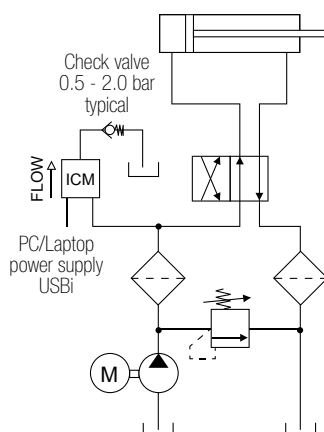 Check valve
0.5 - 2.0 bar
typical
FLOW
ICM
PC/Laptop
power supply
USBi
M